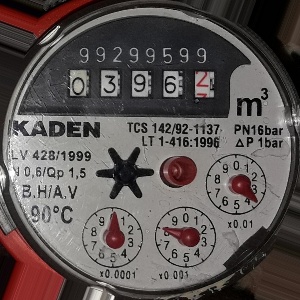 99299599
0 3 9 6 2
m³
KADEN
TCS 142/92-1137 PN16bar
LT 1-416:1996 ΔP 1bar
LV 428/1999
N 0,6/Qp 1,5
B.H/A.V
90°C
x0.01
x0.0001
x0.001